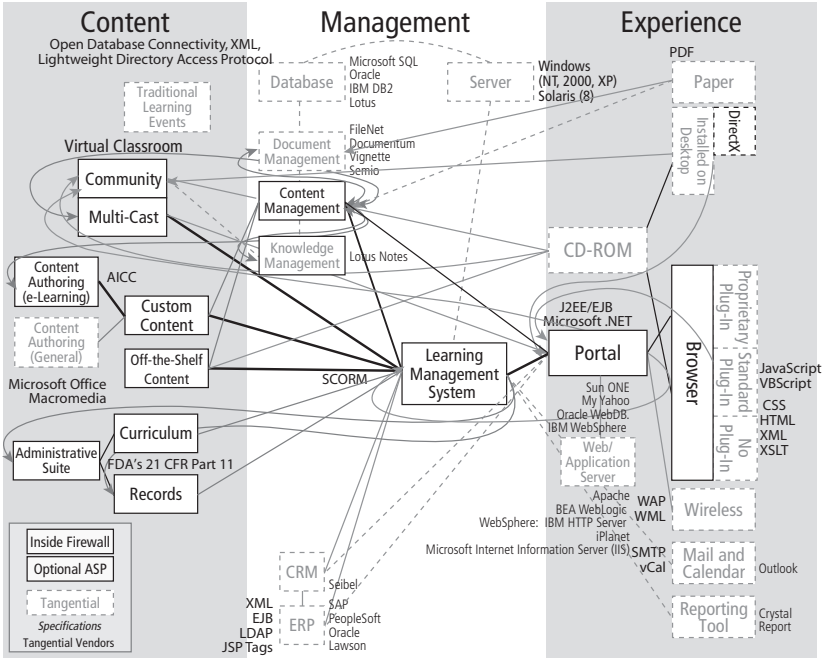 Content
Management
Experience
Open Database Connectivity, XML,
Lightweight Directory Access Protocol
Traditional
Learning
Events
Virtual Classroom
Community
Multi-Cast
Content
Authoring
(e-Learning)
AICC
Content
Authoring
(General)
Custom
Content
Off-the-Shelf
Content
Microsoft Office
Macromedia
Administrative
Suite
Curriculum
FDA's 21 CFR Part 11
Records
Inside Firewall
Optional ASP
Tangential
Specifications
Tangential Vendors
Database
Microsoft SQL
Oracle
IBM DB2
Lotus
Server
Windows
(NT, 2000, XP)
Solaris (8)
Document
Management
FileNet
Documentum
Vignette
Semio
Content
Management
Knowledge
Management
Lotus Notes
SCORM
Learning
Management
System
CRM
Seibel
XML
EJB
LDAP
JSP Tags
ERP
SAP
PeopleSoft
Oracle
Lawson
PDF
Paper
Installed on
Desktop
DirectX
CD-ROM
J2EE/EJB
Microsoft .NET
Portal
Sun ONE
My Yahoo
Oracle WebDB.
IBM WebSphere
Web/
Application
Server
Apache
BEA WebLogic
WebSphere: IBM HTTP Server
iPlanet
Microsoft Internet Information Server (IIS)
Browser
Proprietary
Plug-In
Standard
Plug-In
No
Plug-In
JavaScript
VBScript
CSS
HTML
XML
XSLT
WAP
WML
Wireless
SMTP
vCal
Mail and
Calendar
Outlook
Reporting
Tool
Crystal
Report